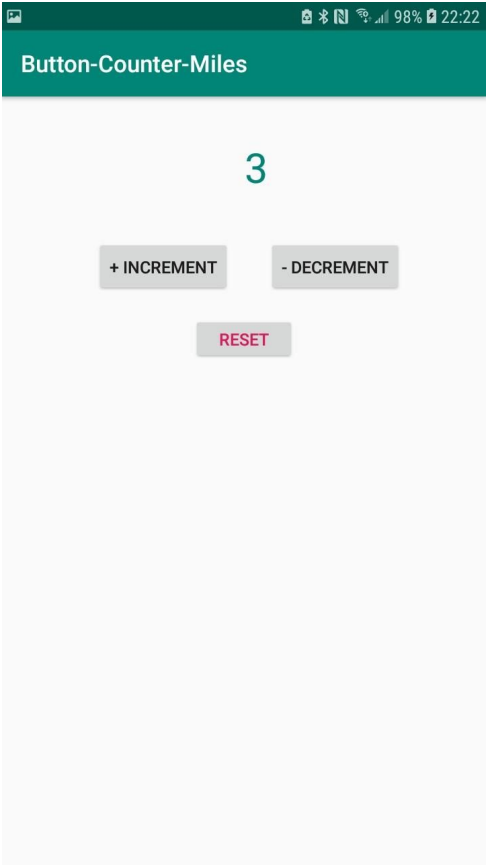 98% 22:22
Button-Counter-Miles
3
+ INCREMENT - DECREMENT
RESET